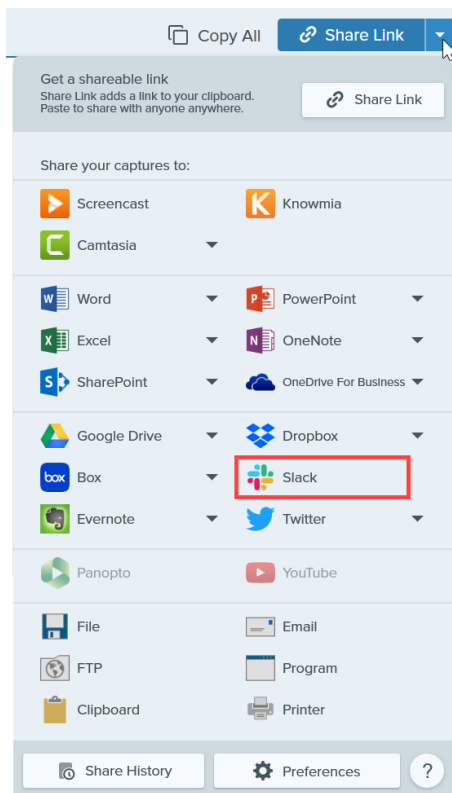 Copy All Share Link
Get a shareable link
Share Link adds a link to your clipboard.
Paste to share with anyone anywhere.
Share Link
Share your captures to:
Screencast Knowmia
Camtasia
Word PowerPoint
Excel OneNote
SharePoint OneDrive For Business
Google Drive Dropbox
box Box Slack
Evernote Twitter
Panopto YouTube
File Email
FTP Program
Clipboard Printer
Share History Preferences ?